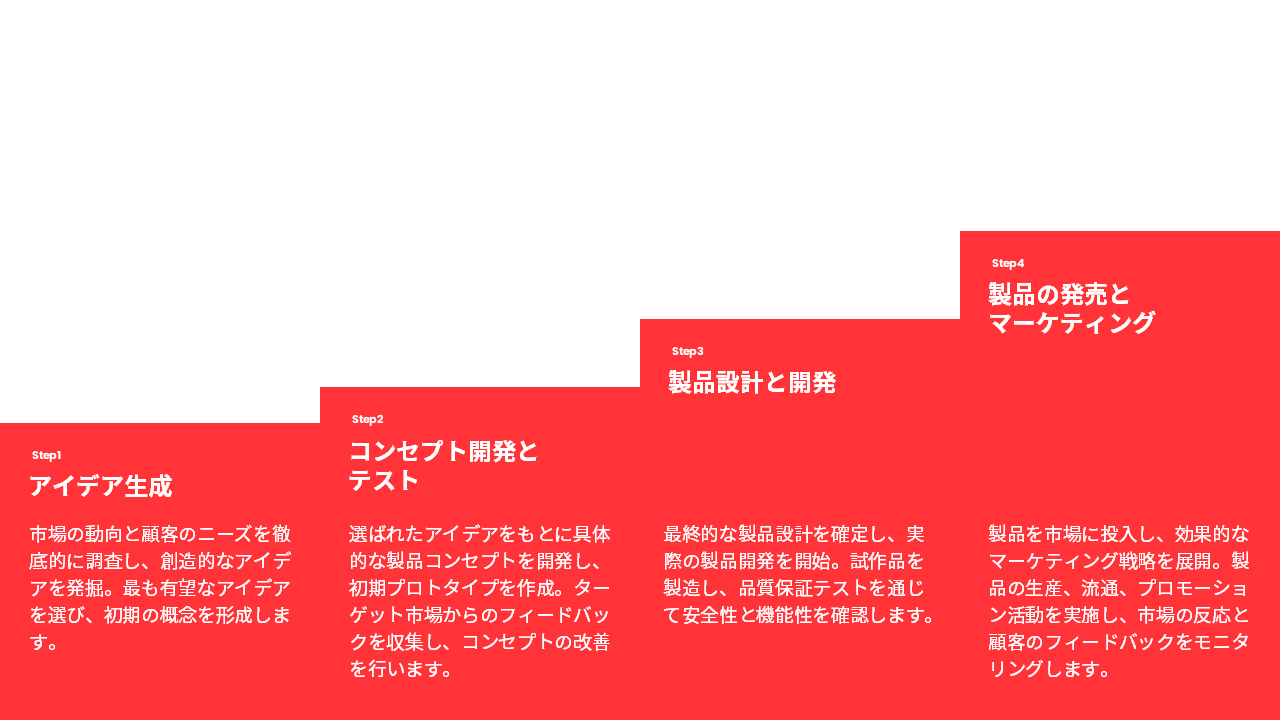 Step1
アイデア生成
市場の動向と顧客のニーズを徹
底的に調査し、創造的なアイデ
アを発掘。最も有望なアイデア
を選び、初期の概念を形成しま
す。
Step2
コンセプト開発と
テスト
選ばれたアイデアをもとに具体
的な製品コンセプトを開発し、
初期プロトタイプを作成。ター
ゲット市場からのフィードバッ
クを収集し、コンセプトの改善
を行います。
Step3
製品設計と開発
最終的な製品設計を確定し、実
際の製品開発を開始。試作品を
製造し、品質保証テストを通じ
て安全性と機能性を確認します。
Step4
製品の発売と
マーケティング
製品を市場に投入し、効果的な
マーケティング戦略を展開。製
品の生産、流通、プロモーショ
ン活動を実施し、市場の反応と
顧客のフィードバックをモニタ
リングします。